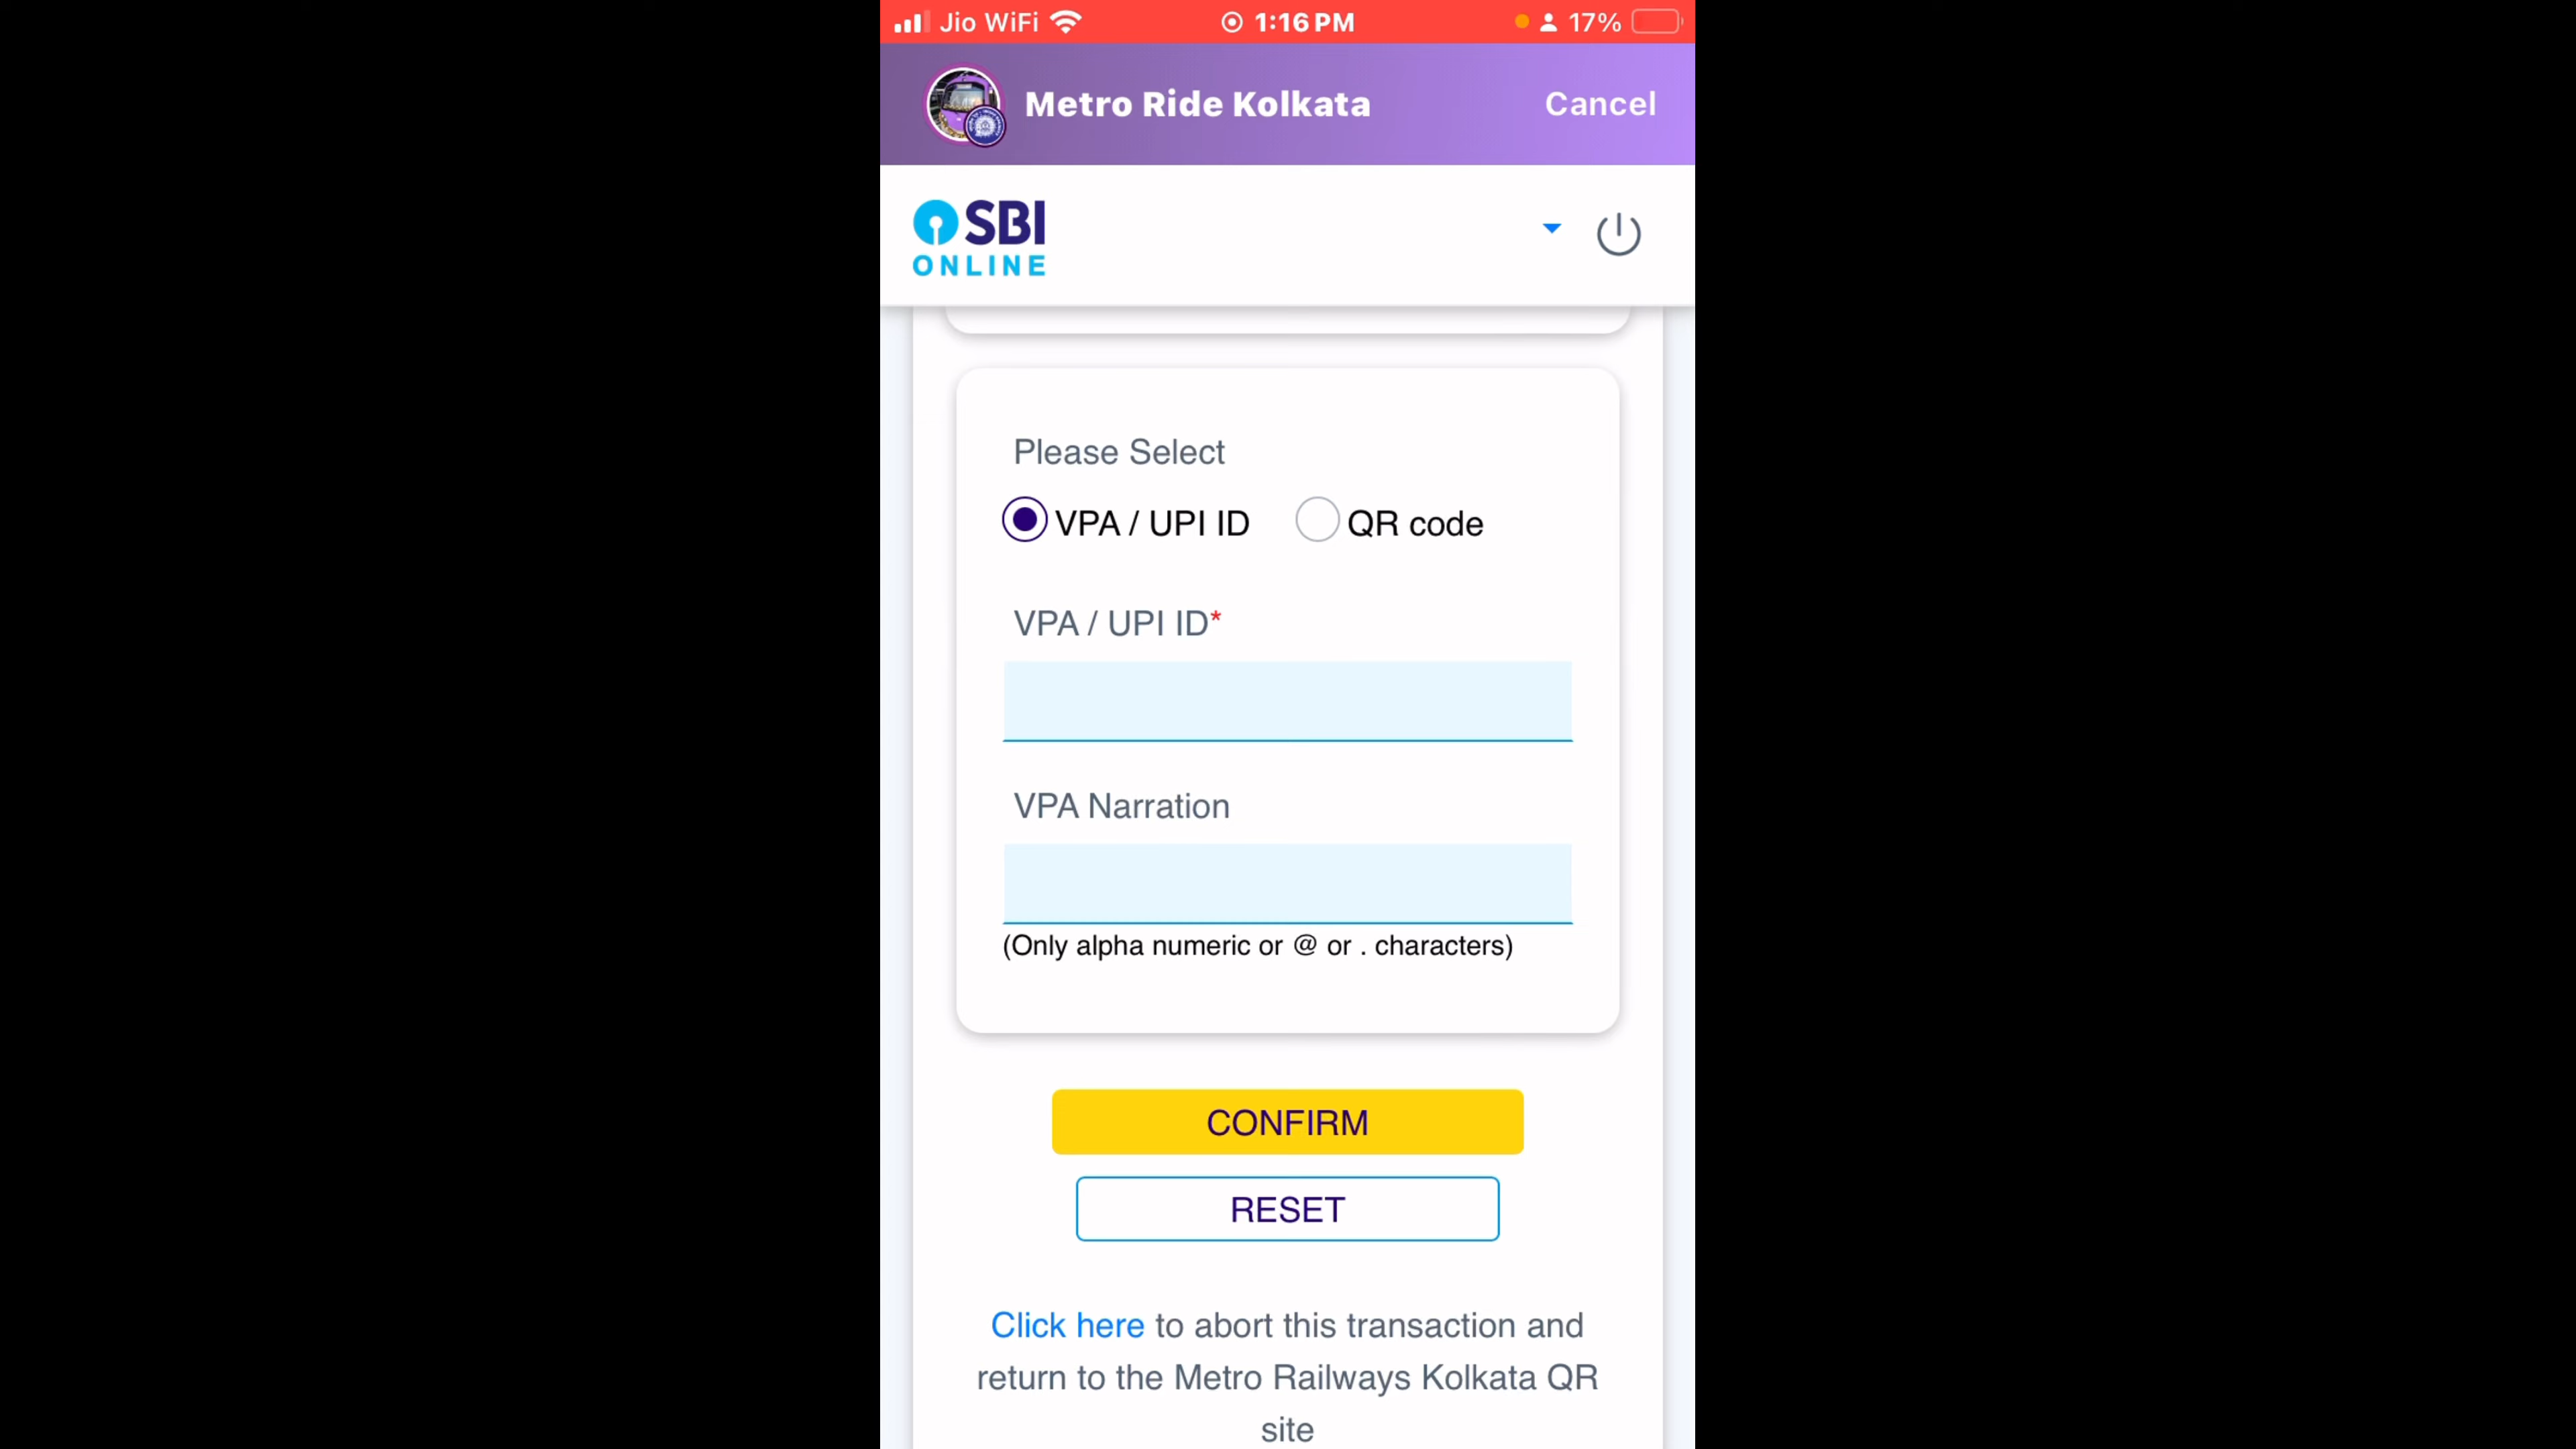 Jio WiFi 1:16 PM 17%
Metro Ride Kolkata Cancel
SBI
ONLINE
Please Select
VPA / UPI ID QR code
VPA / UPI ID*
VPA Narration
(Only alpha numeric or @ or . characters)
CONFIRM
RESET
Click here to abort this transaction and
return to the Metro Railways Kolkata QR
site